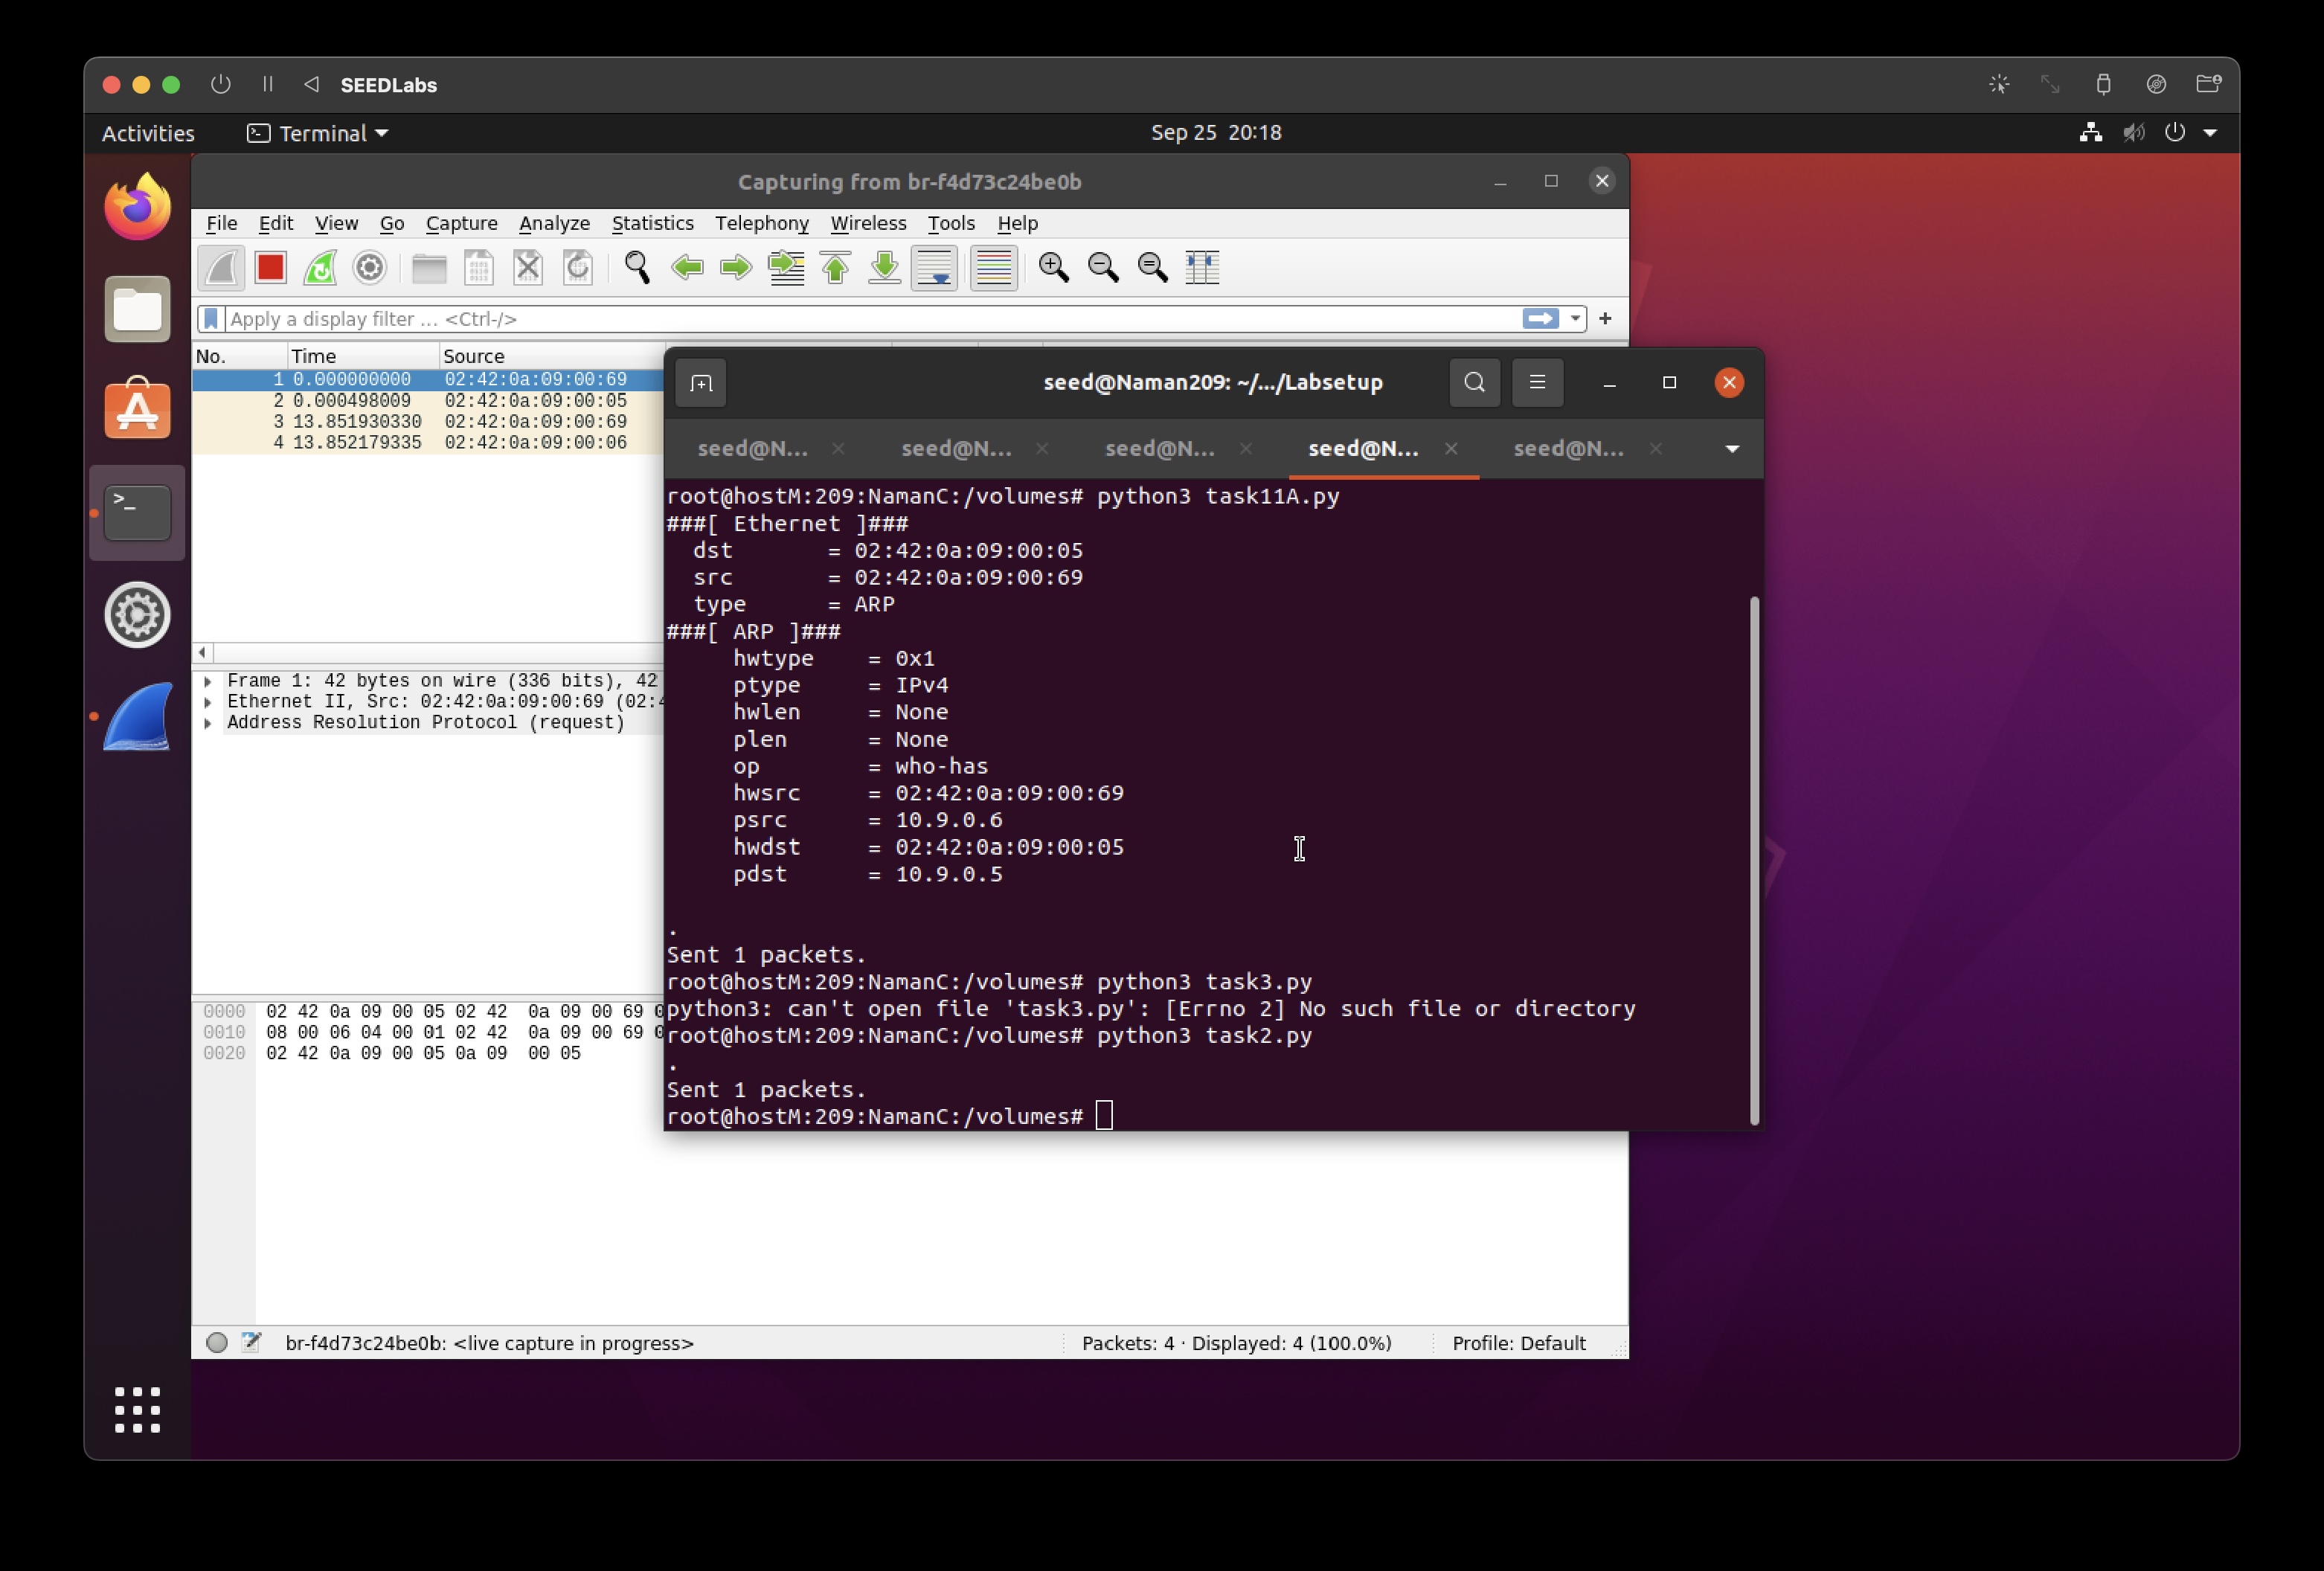 SEEDLabs
Activities
Terminal
Sep 25 20:18
Capturing from br-f4d73c24be0b
File Edit View Go Capture Analyze Statistics Telephony Wireless Tools Help
Apply a display filter … <Ctrl-/>
No. Time Source
1 0.000000000 02:42:0a:09:00:69
2 0.000498009 02:42:0a:09:00:05
3 13.851930330 02:42:0a:09:00:69
4 13.852179335 02:42:0a:09:00:06
Frame 1: 42 bytes on wire (336 bits), 42
Ethernet II, Src: 02:42:0a:09:00:69 (02:4
Address Resolution Protocol (request)
0000 02 42 0a 09 00 05 02 42 0a 09 00 69 0
0010 08 00 06 04 00 01 02 42 0a 09 00 69 0
0020 02 42 0a 09 00 05 0a 09 00 05
br-f4d73c24be0b: <live capture in progress>
Packets: 4 · Displayed: 4 (100.0%)
Profile: Default
seed@Naman209: ~/.../Labsetup
seed@N... seed@N... seed@N... seed@N... seed@N...
root@hostM:209:NamanC:/volumes# python3 task11A.py
###[ Ethernet ]###
dst = 02:42:0a:09:00:05
src = 02:42:0a:09:00:69
type = ARP
###[ ARP ]###
hwtype = 0x1
ptype = IPv4
hwlen = None
plen = None
op = who-has
hwsrc = 02:42:0a:09:00:69
psrc = 10.9.0.6
hwdst = 02:42:0a:09:00:05
pdst = 10.9.0.5
.
Sent 1 packets.
root@hostM:209:NamanC:/volumes# python3 task3.py
python3: can't open file 'task3.py': [Errno 2] No such file or directory
root@hostM:209:NamanC:/volumes# python3 task2.py
.
Sent 1 packets.
root@hostM:209:NamanC:/volumes#